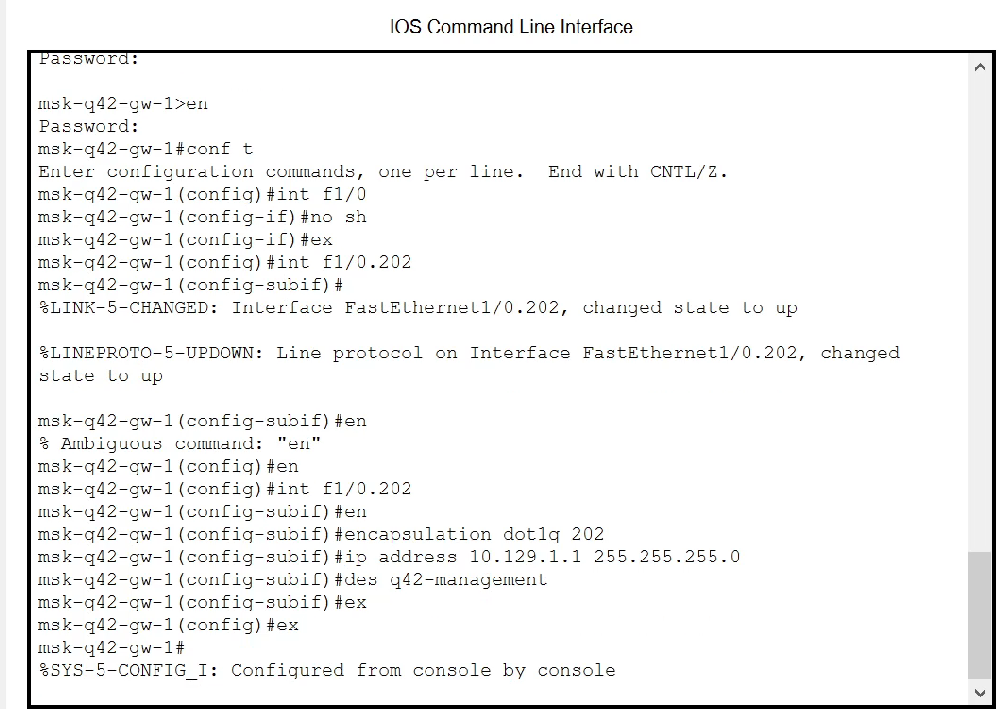 IOS Command Line Interface
Password:
msk-q42-gw-1>en
Password:
msk-q42-gw-1#conf t
Enter configuration commands, one per line.  End with CNTL/Z.
msk-q42-gw-1(config)#int f1/0
msk-q42-gw-1(config-if)#no sh
msk-q42-gw-1(config-if)#ex
msk-q42-gw-1(config)#int f1/0.202
msk-q42-gw-1(config-subif)#
%LINK-5-CHANGED: Interface FastEthernet1/0.202, changed state to up
%LINEPROTO-5-UPDOWN: Line protocol on Interface FastEthernet1/0.202, changed
state to up
msk-q42-gw-1(config-subif)#en
% Ambiguous command: "en"
msk-q42-gw-1(config)#en
msk-q42-gw-1(config)#int f1/0.202
msk-q42-gw-1(config-subif)#en
msk-q42-gw-1(config-subif)#encapsulation dot1q 202
msk-q42-gw-1(config-subif)#ip address 10.129.1.1 255.255.255.0
msk-q42-gw-1(config-subif)#des q42-management
msk-q42-gw-1(config-subif)#ex
msk-q42-gw-1(config)#ex
msk-q42-gw-1#
%SYS-5-CONFIG_I: Configured from console by console